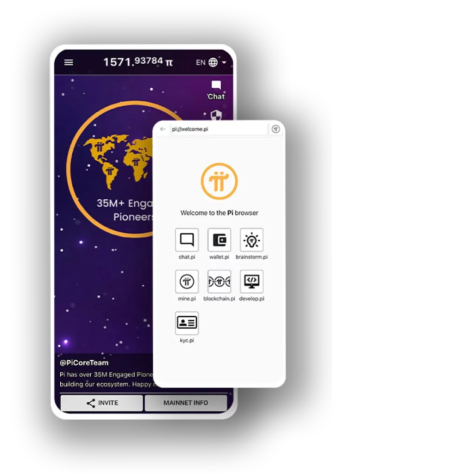 1571.93784 π
EN
Chat
35M+ Enga
Pioneers
@PiCoreTeam
Pi has over 35M Engaged Pione
building our ecosystem. Happy
INVITE
MAINNET INFO
pi://welcome.pi
Welcome to the Pi browser
chat.pi
wallet.pi
brainstorm.pi
mine.pi
blockchain.pi
develop.pi
kyc.pi